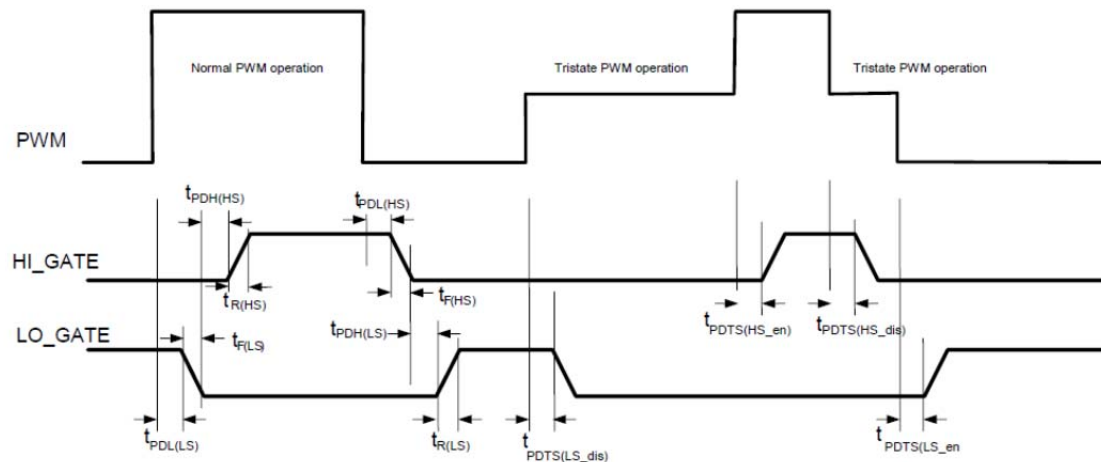 Normal PWM operation
Tristate PWM operation
Tristate PWM operation
PWM
tPDH(HS)
tPDL(HS)
HI_GATE
tR(HS)
tF(HS)
tPDTS(HS_en)
tPDTS(HS_dis)
tPDH(LS)
LO_GATE
tF(LS)
tPDL(LS)
tR(LS)
tPDTS(LS_dis)
tPDTS(LS_en